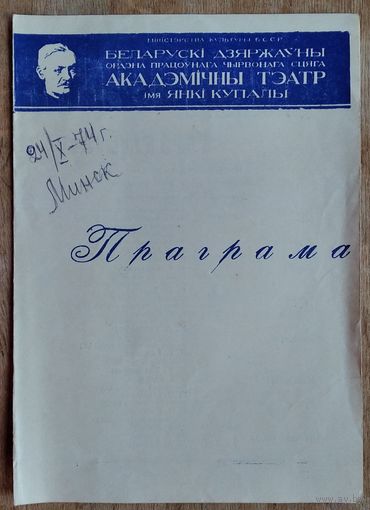 МІНІСТЭРСТВА КУЛЬТУРЫ БССР
БЕЛАРУСКІ ДЗЯРЖАЎНЫ
ОРДЭНА ПРАЦОЎНАГА ЧЫРВОНАГА СЦЯГА
АКАДЭМІЧНЫ ТЭАТР
імя ЯНКІ КУПАЛЫ
24/X-74 г.
Минск
Праграма